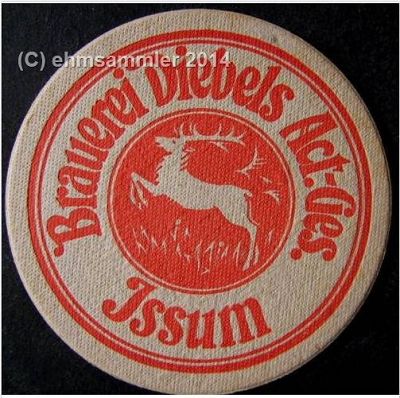 (C) ehmsammler 2014
Brauerei Diebels Act.-Ges.
Issum